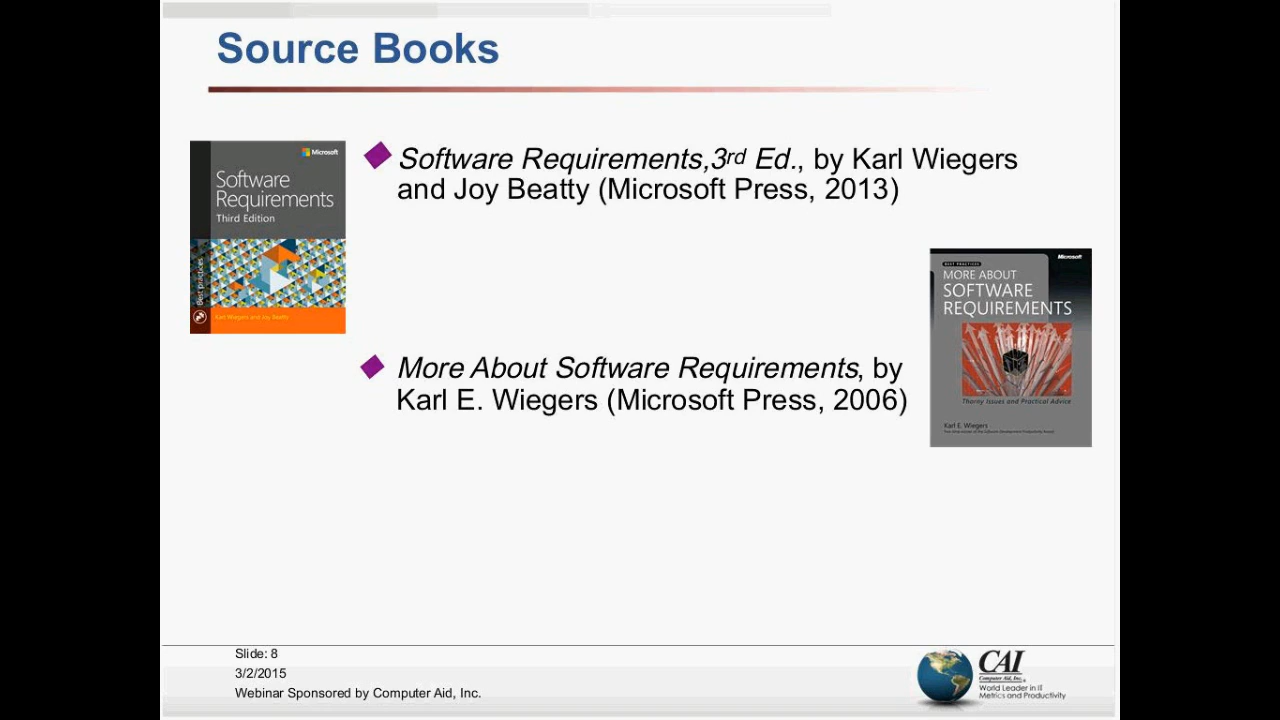 Source Books
Microsoft
Software
Requirements
Third Edition
Best practices
Karl Wiegers and Joy Beatty
Software Requirements,3rd Ed., by Karl Wiegers
and Joy Beatty (Microsoft Press, 2013)
Microsoft
BEST PRACTICES
MORE ABOUT
SOFTWARE
REQUIREMENTS
Thorny Issues and Practical Advice
Karl E. Wiegers
More About Software Requirements, by
Karl E. Wiegers (Microsoft Press, 2006)
Slide: 8
3/2/2015
Webinar Sponsored by Computer Aid, Inc.
CAI
Computer Aid, Inc.
World Leader in IT
Metrics and Productivity